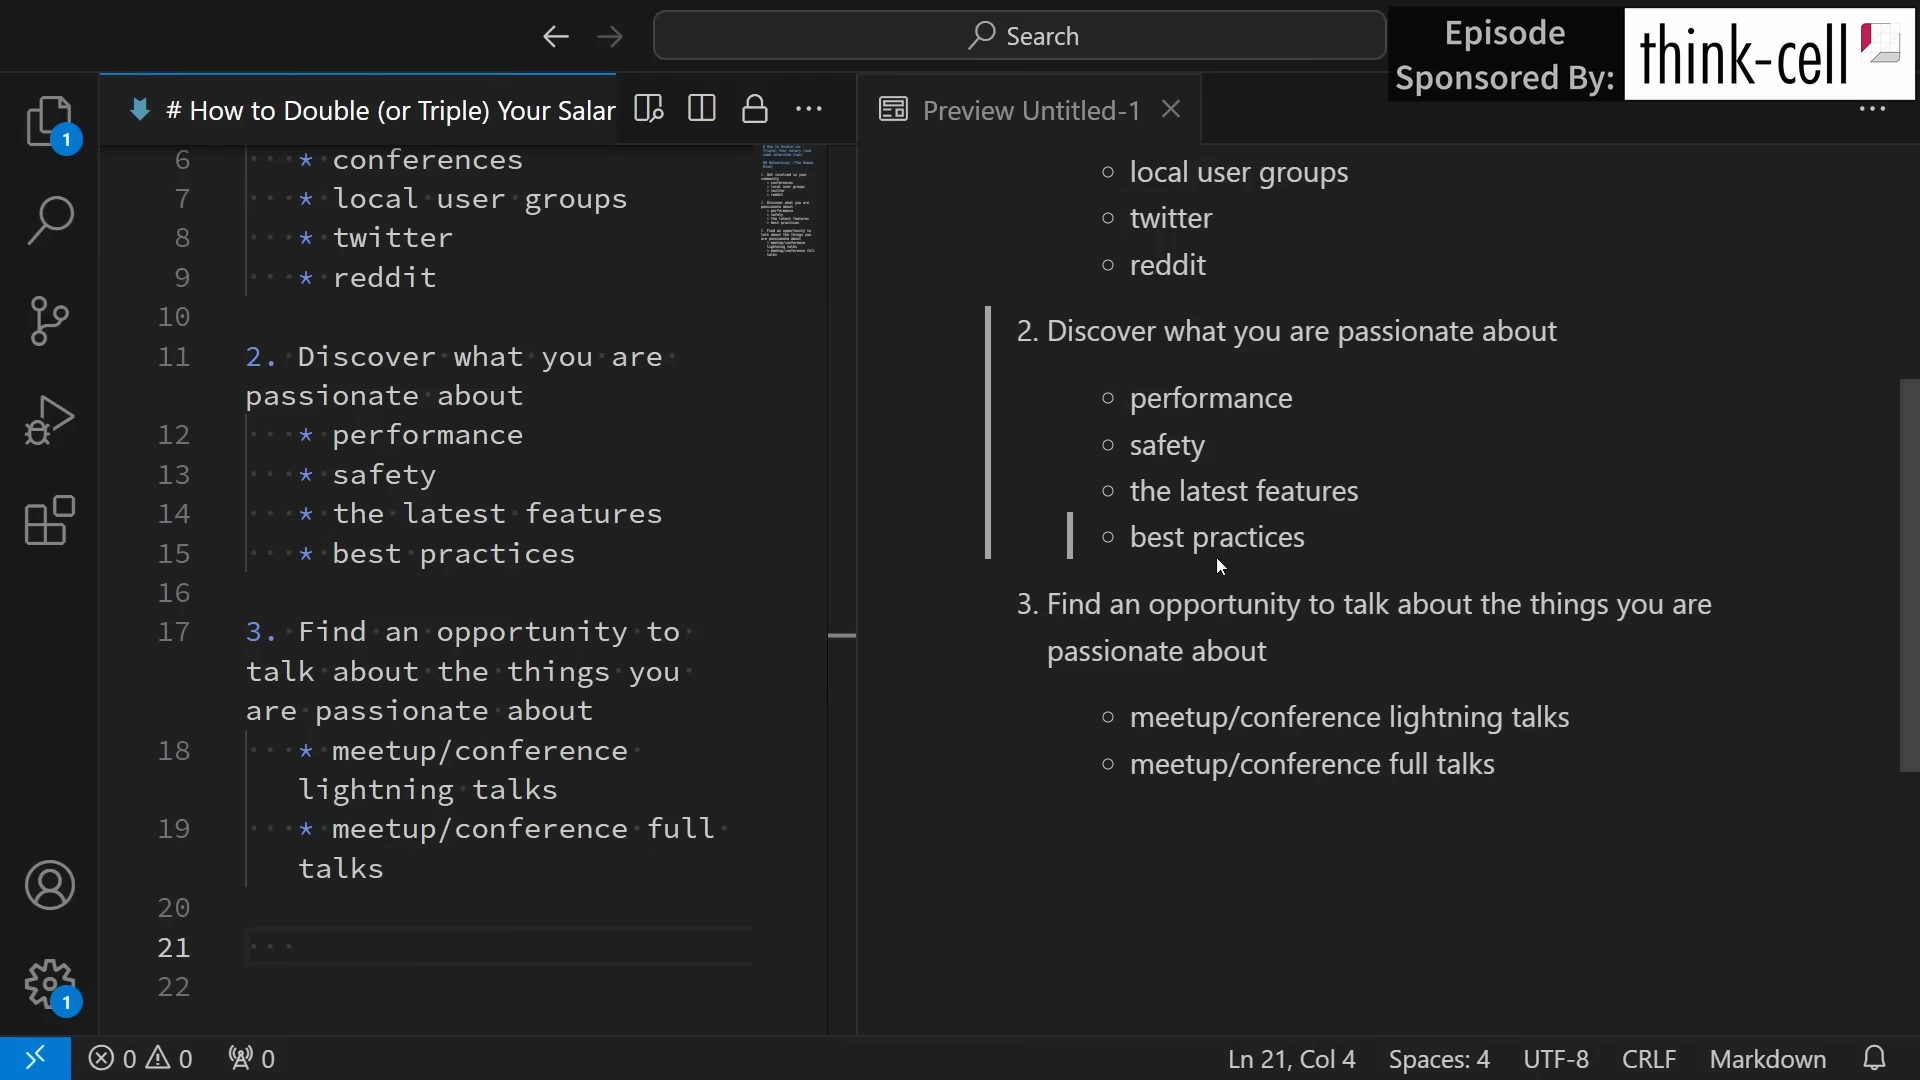 Search
Episode
Sponsored By:
think-cell
# How to Double (or Triple) Your Salar
Preview Untitled-1
1
6 * conferences
7 * local user groups
8 * twitter
9 * reddit
10
11 2. Discover what you are
passionate about
12 * performance
13 * safety
14 * the latest features
15 * best practices
16
17 3. Find an opportunity to
talk about the things you
are passionate about
18 * meetup/conference
lightning talks
19 * meetup/conference full
talks
20
21
22
local user groups
twitter
reddit
2. Discover what you are passionate about
performance
safety
the latest features
best practices
3. Find an opportunity to talk about the things you are
passionate about
meetup/conference lightning talks
meetup/conference full talks
1
0 0 0
Ln 21, Col 4 Spaces: 4 UTF-8 CRLF Markdown